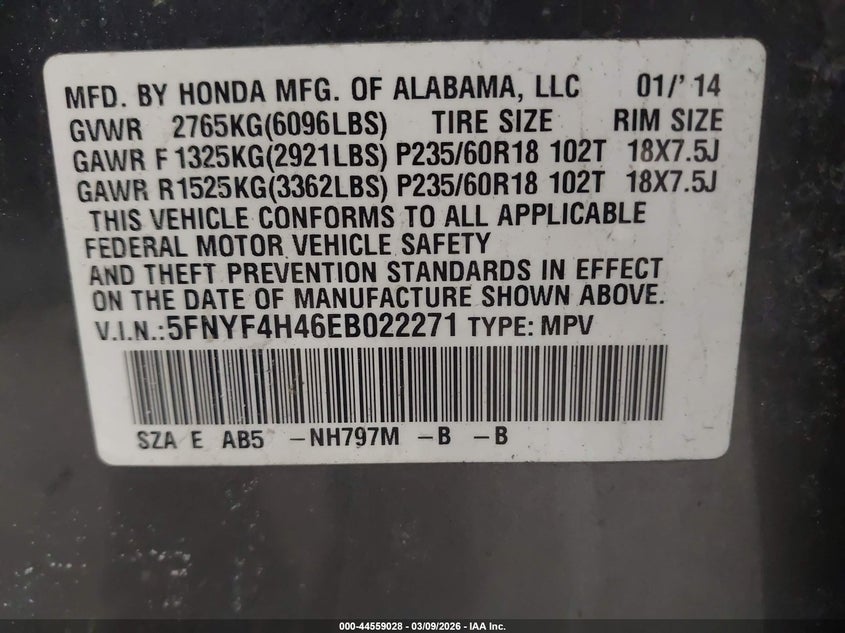 MFD. BY HONDA MFG. OF ALABAMA, LLC 01/'14
GVWR 2765KG(6096LBS) TIRE SIZE RIM SIZE
GAWR F 1325KG(2921LBS) P235/60R18 102T 18X7.5J
GAWR R1525KG(3362LBS) P235/60R18 102T 18X7.5J
THIS VEHICLE CONFORMS TO ALL APPLICABLE
FEDERAL MOTOR VEHICLE SAFETY
AND THEFT PREVENTION STANDARDS IN EFFECT
ON THE DATE OF MANUFACTURE SHOWN ABOVE.
V.I.N.:5FNYF4H46EB022271 TYPE: MPV
SZA E AB5 -NH797M -B -B
000-44559028 - 03/09/2026 - IAA Inc.